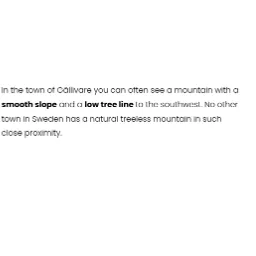 In the town of Gällivare you can often see a mountain with a
smooth slope and a low tree line to the southwest. No other
town in Sweden has a natural treeless mountain in such
close proximity.